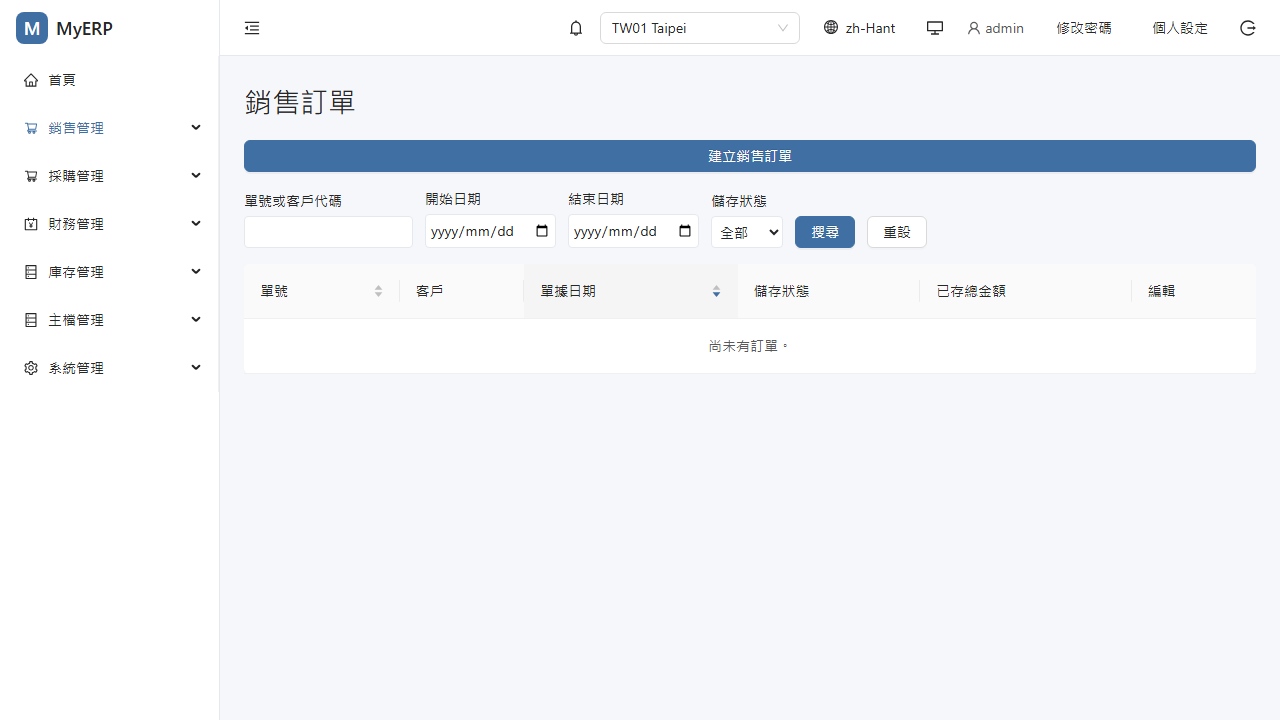 M MyERP
TW01 Taipei
zh-Hant
admin
修改密碼
個人設定
首頁
銷售管理
採購管理
財務管理
庫存管理
主檔管理
系統管理
銷售訂單
建立銷售訂單
單號或客戶代碼
開始日期
結束日期
儲存狀態
yyyy/mm/dd
yyyy/mm/dd
全部
搜尋
重設
單號 客戶 單據日期 儲存狀態 已存總金額 編輯
尚未有訂單。